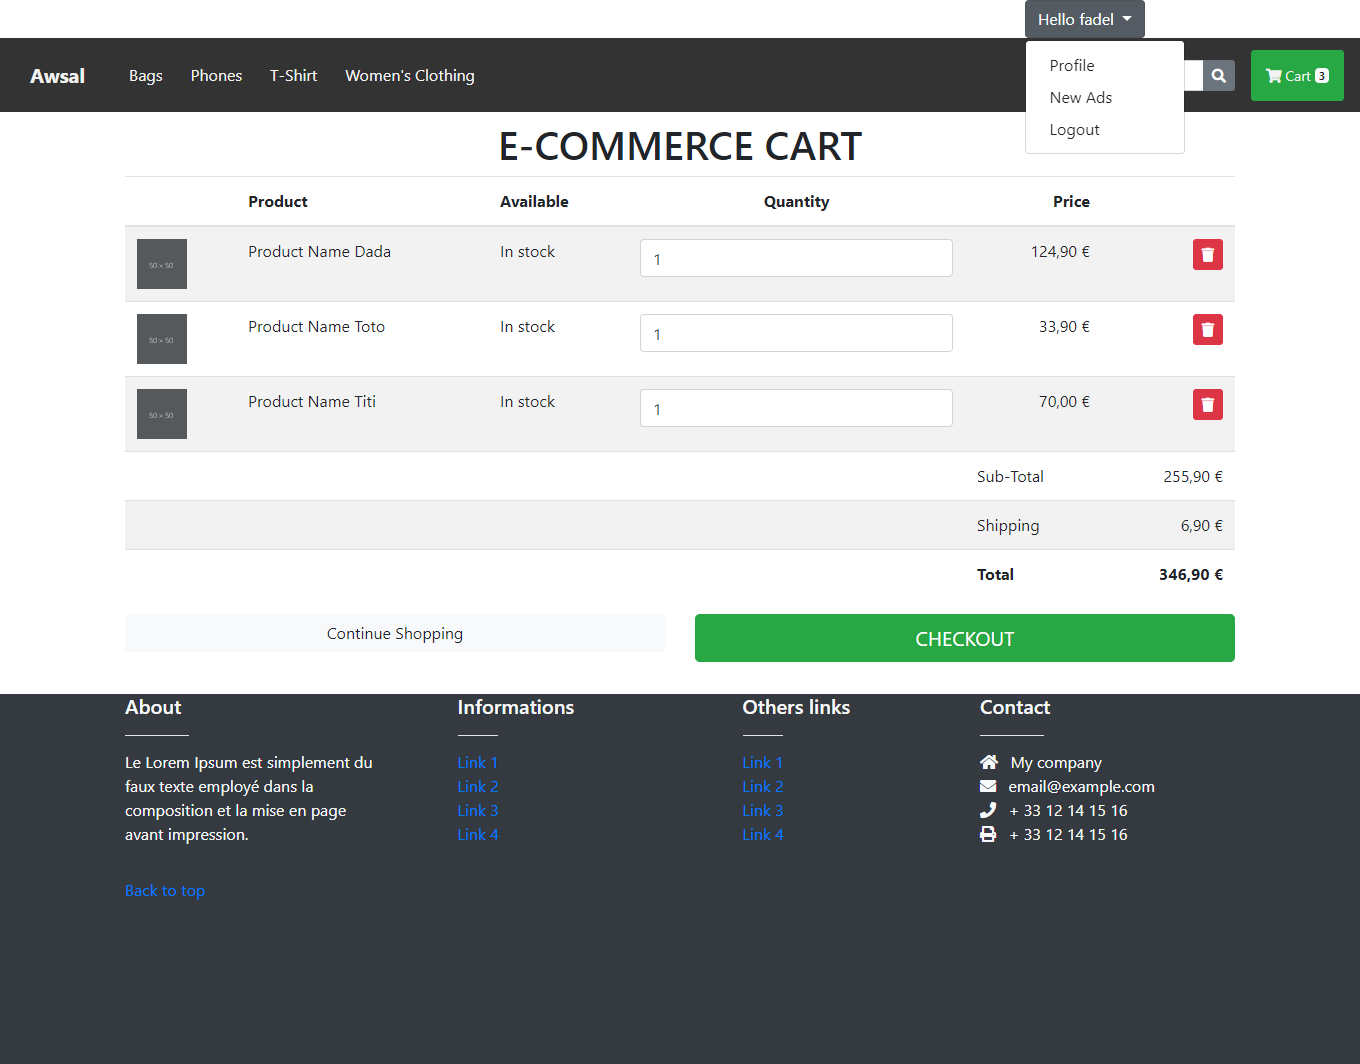 Hello fadel
Awsal Bags Phones T-Shirt Women's Clothing Cart 3
Profile
New Ads
Logout
E-COMMERCE CART
Product Available Quantity Price
50 × 50 Product Name Dada In stock 1 124,90 €
50 × 50 Product Name Toto In stock 1 33,90 €
50 × 50 Product Name Titi In stock 1 70,00 €
Sub-Total 255,90 €
Shipping 6,90 €
Total 346,90 €
Continue Shopping CHECKOUT
About
Le Lorem Ipsum est simplement du
faux texte employé dans la
composition et la mise en page
avant impression.
Informations
Link 1
Link 2
Link 3
Link 4
Others links
Link 1
Link 2
Link 3
Link 4
Contact
My company
email@example.com
+ 33 12 14 15 16
+ 33 12 14 15 16
Back to top